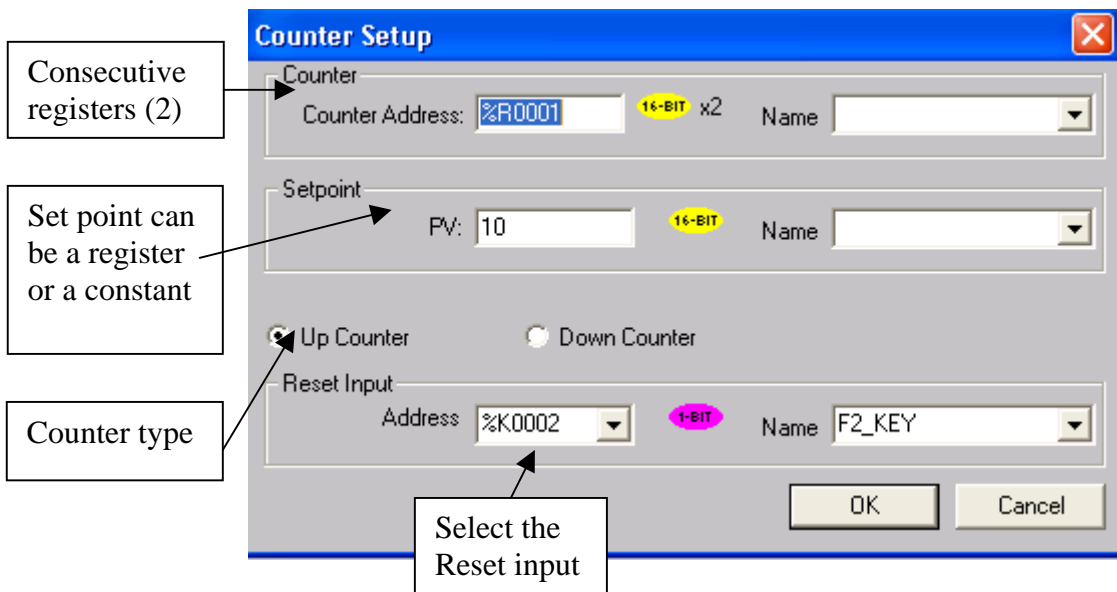 Counter Setup
Consecutive
registers (2)
Counter
Counter Address: %R0001 16-BIT x2 Name
Set point can
be a register
or a constant
Setpoint
PV: 10 16-BIT Name
Up Counter Down Counter
Counter type
Reset Input
Address %K0002 1-BIT Name F2_KEY
OK Cancel
Select the
Reset input